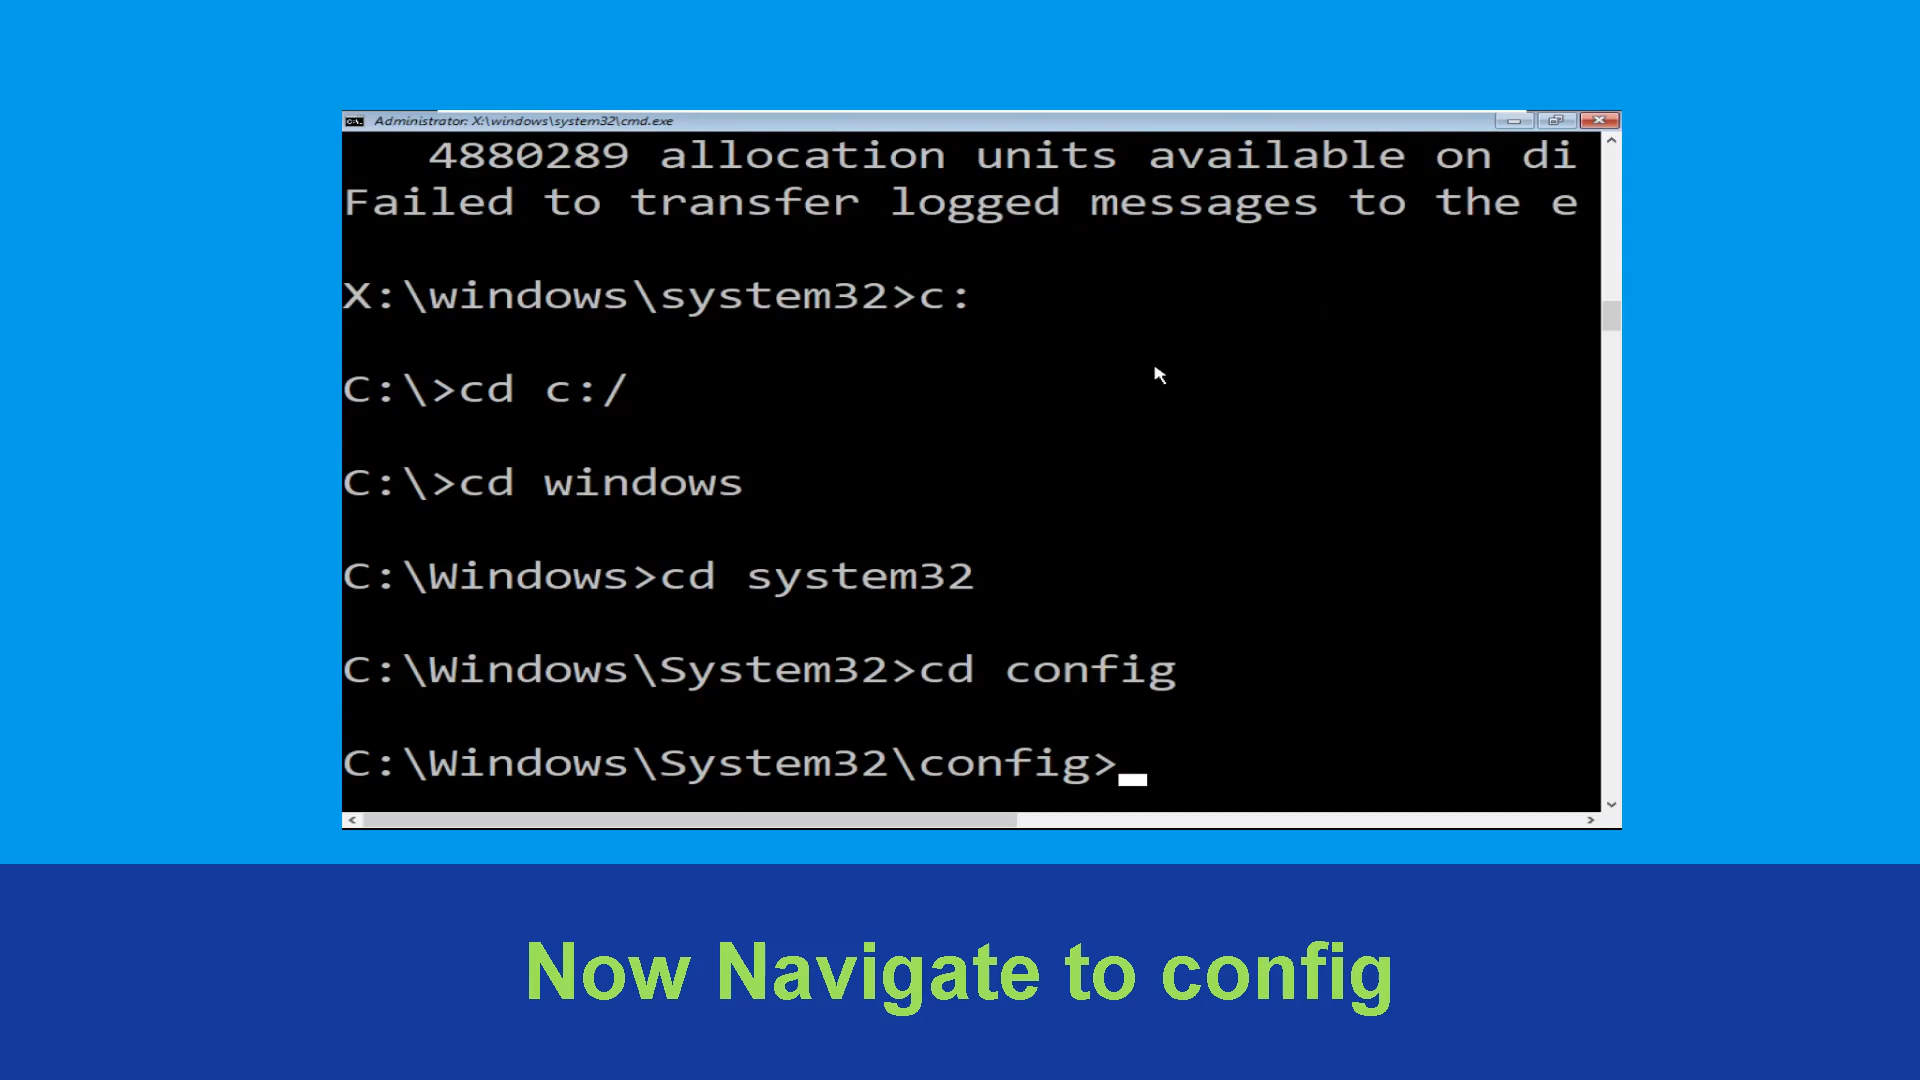 Administrator: X:\windows\system32\cmd.exe
4880289 allocation units available on di
Failed to transfer logged messages to the e
X:\windows\system32>c:
C:\>cd c:/
C:\>cd windows
C:\Windows>cd system32
C:\Windows\System32>cd config
C:\Windows\System32\config>
Now Navigate to config